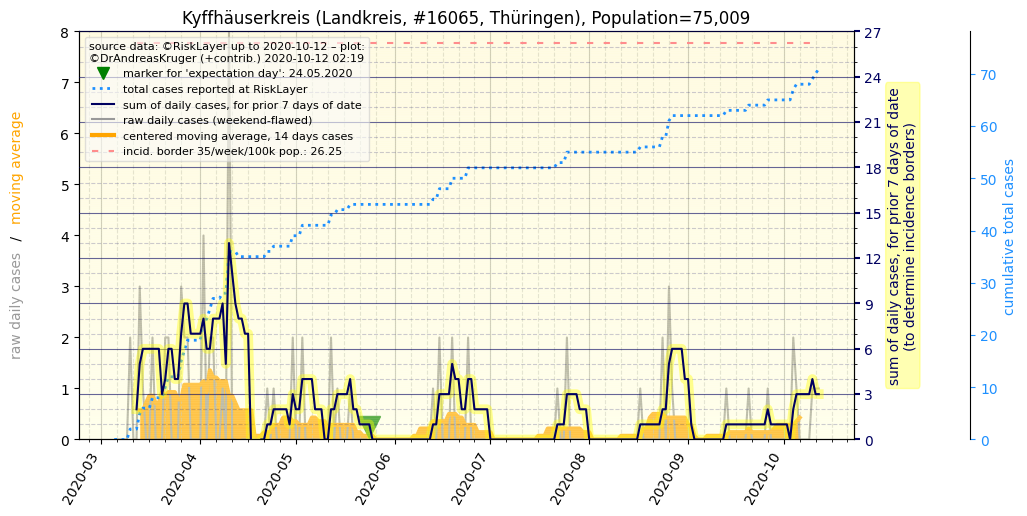 Kyffhäuserkreis (Landkreis, #16065, Thüringen), Population=75,009
source data: ©RiskLayer up to 2020-10-12 – plot:
©DrAndreasKruger (+contrib.) 2020-10-12 02:19
marker for 'expectation day': 24.05.2020
total cases reported at RiskLayer
sum of daily cases, for prior 7 days of date
raw daily cases (weekend-flawed)
centered moving average, 14 days cases
incid. border 35/week/100k pop.: 26.25
raw daily cases / moving average
8
7
6
5
4
3
2
1
0
27
24
21
18
15
12
9
6
3
0
sum of daily cases, for prior 7 days of date
(to determine incidence borders)
70
60
50
40
30
20
10
0
cumulative total cases
2020-03
2020-04
2020-05
2020-06
2020-07
2020-08
2020-09
2020-10